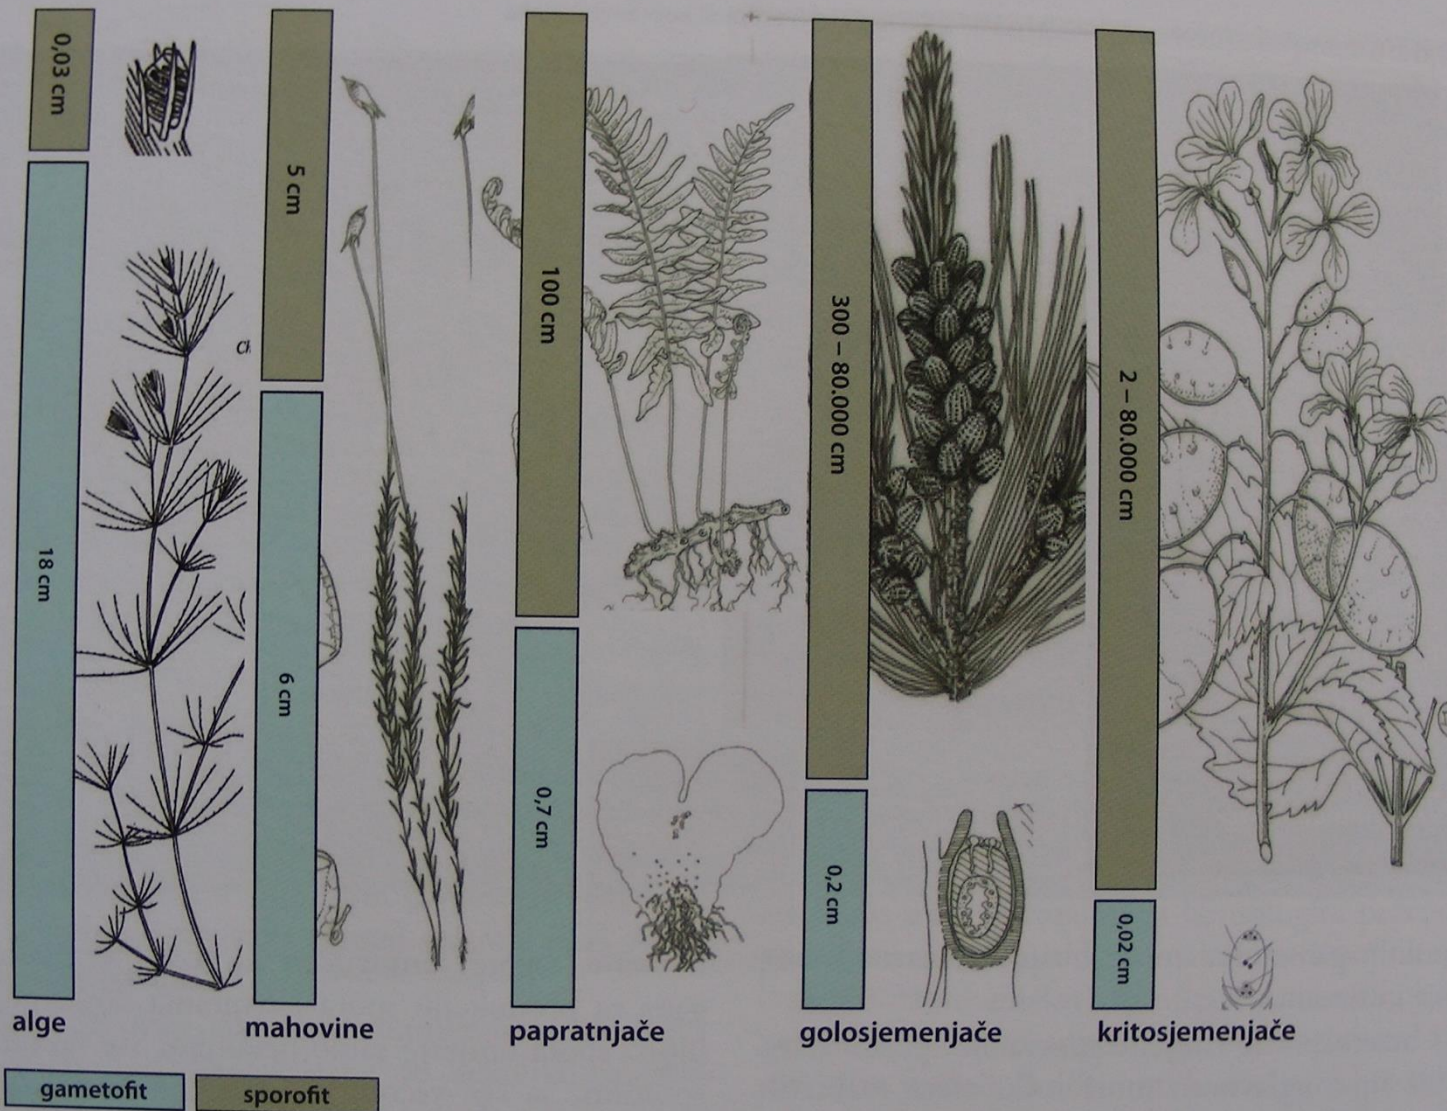 0,03 cm
18 cm
5 cm
6 cm
100 cm
0,7 cm
300 – 80.000 cm
0,2 cm
2 – 80.000 cm
0,02 cm
alge
mahovine
papratnjače
golosjemenjače
kritosjemenjače
gametofit
sporofit